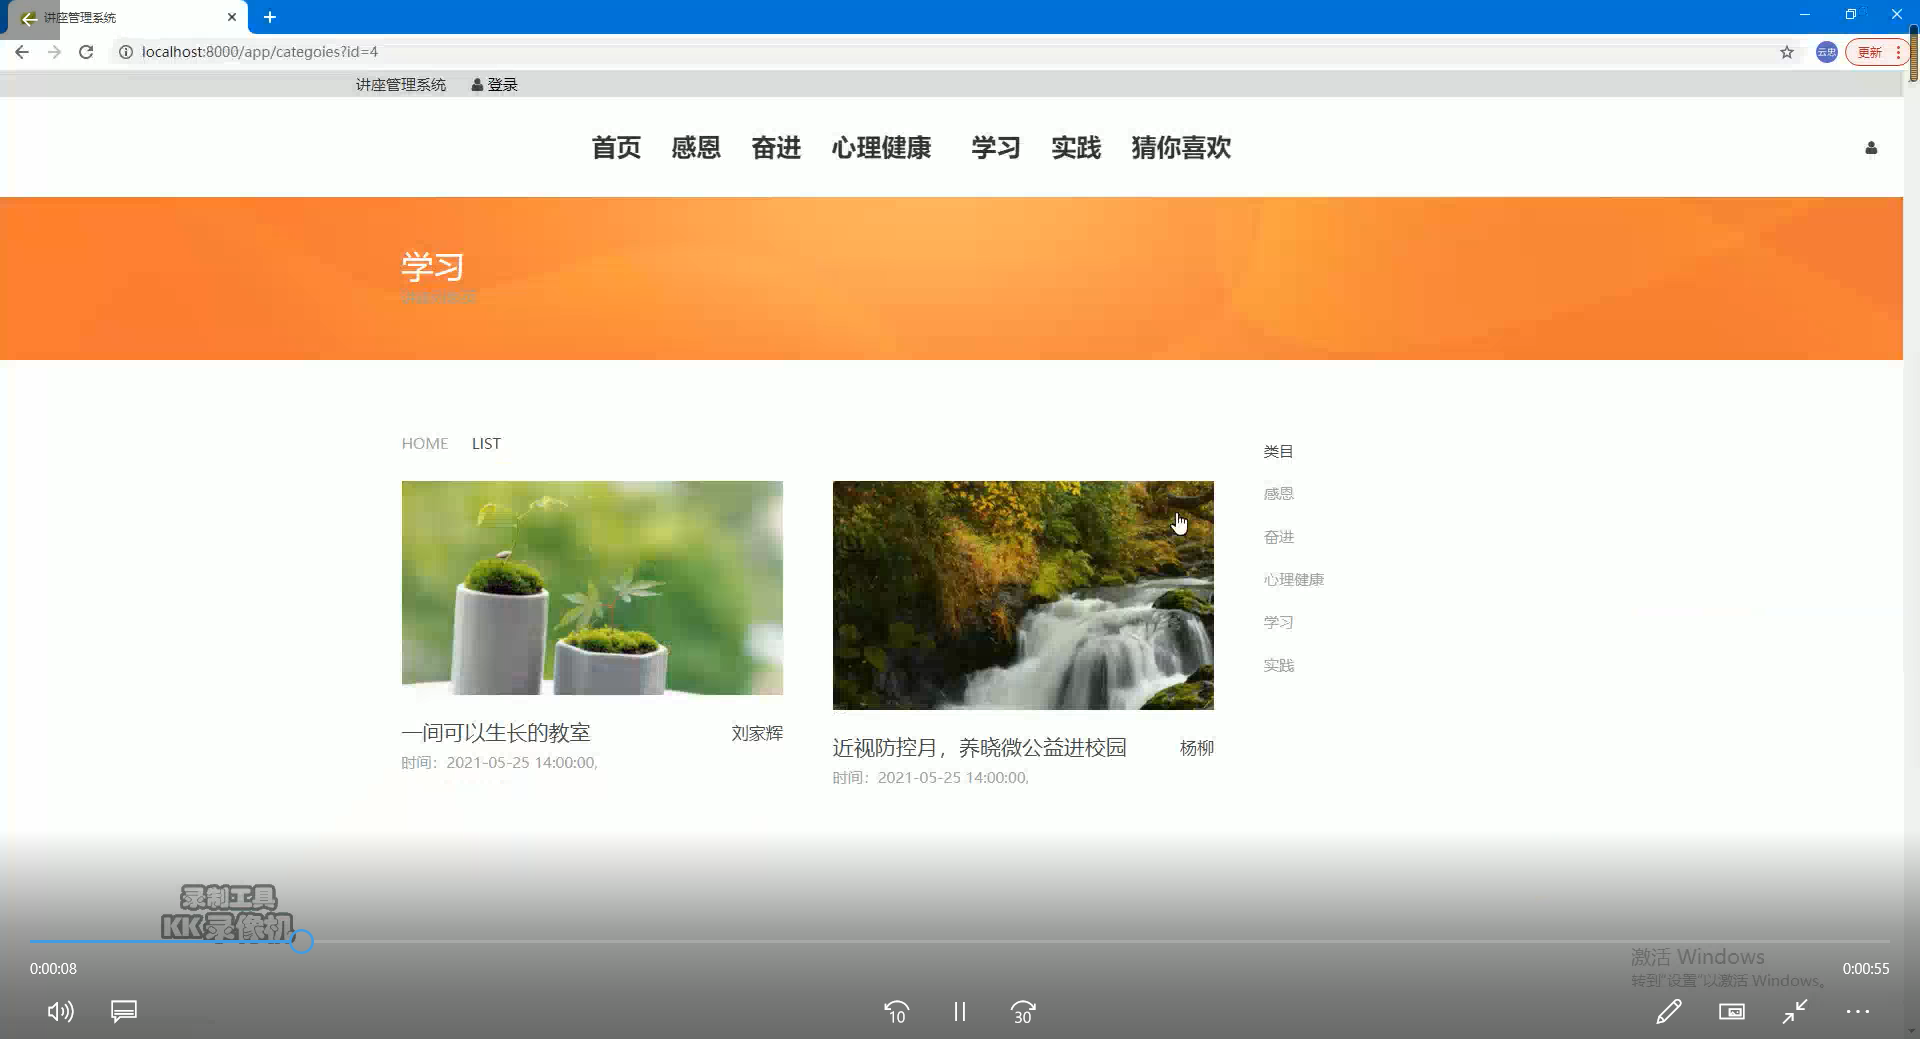 讲座管理系统
localhost:8000/app/categoies?id=4
云忠
更新
讲座管理系统 登录
首页 感恩 奋进 心理健康 学习 实践 猜你喜欢
学习
HOME LIST
类目
感恩
奋进
心理健康
学习
实践
一间可以生长的教室 刘家辉
时间：2021-05-25 14:00:00,
近视防控月，养晓微公益进校园 杨柳
时间：2021-05-25 14:00:00,
录制工具
KK录像机
激活 Windows
转到“设置”以激活 Windows。
0:00:08
0:00:55
10
30